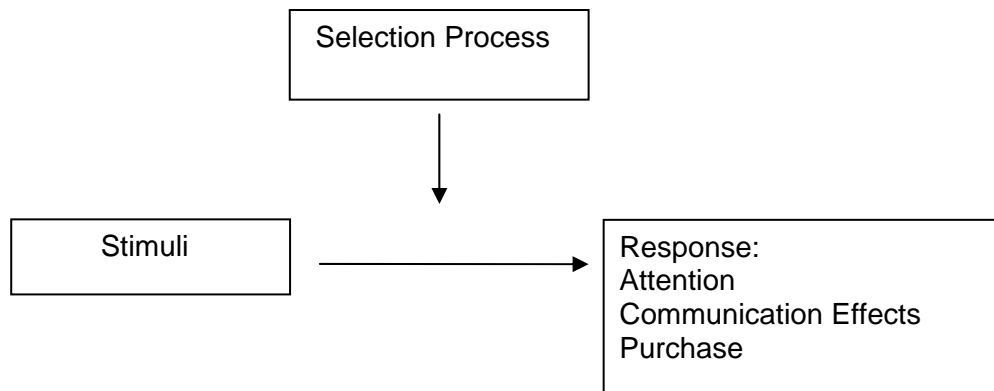 Selection Process
Stimuli
Response:
Attention
Communication Effects
Purchase